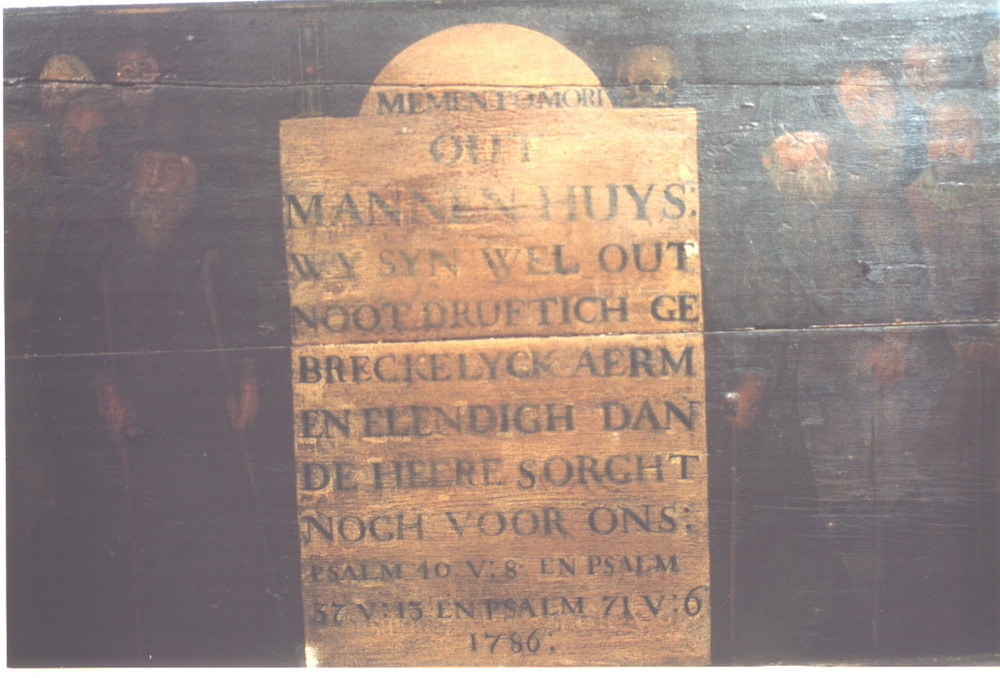 MEMENTO MORI
OUT
MANNEN HUYS:
WY SYN WEL OUT
NOOTDRUFTICH GE
BRECKELYCK AERM
EN ELENDIGH DAN
DE HEERE SORGHT
NOCH VOOR ONS:
PSALM 40 V:8 EN PSALM
37 V:13 EN PSALM 71 V:6
1786: